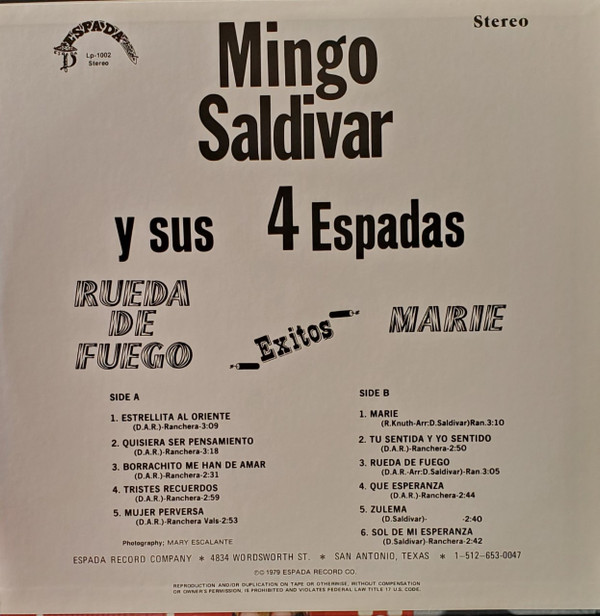 ESPADA
Lp-1002
Stereo
Stereo
Mingo
Saldivar
y sus 4 Espadas
RUEDA
DE
FUEGO
Exitos
MARIE
SIDE A
1. ESTRELLITA AL ORIENTE
(D.A.R.)-Ranchera-3:09
2. QUISIERA SER PENSAMIENTO
(D.A.R.)-Ranchera-3:18
3. BORRACHITO ME HAN DE AMAR
(D.A.R.)-Ranchera-2:31
4. TRISTES RECUERDOS
(D.A.R.)-Ranchera-2:59
5. MUJER PERVERSA
(D.A.R.)-Ranchera Vals-2:53
SIDE B
1. MARIE
(R.Knuth-Arr:D.Saldivar)Ran.3:10
2. TU SENTIDA Y YO SENTIDO
(D.A.R.)-Ranchera-2:50
3. RUEDA DE FUEGO
(D.A.R.-Arr:D.Saldivar)-Ran.3:05
4. QUE ESPERANZA
(D.A.R.)-Ranchera-2:44
5. ZULEMA
(D.Saldivar)- -2:40
6. SOL DE MI ESPERANZA
(D.Saldivar)-Ranchera-2:42
Photography; MARY ESCALANTE
ESPADA RECORD COMPANY * 4834 WORDSWORTH ST. * SAN ANTONIO, TEXAS * 1-512-653-0047
℗© 1979 ESPADA RECORD CO.
REPRODUCTION AND/OR DUPLICATION ON TAPE OR OTHERWISE, WITHOUT COMPENSATION
OR OWNER'S PERMISSION, IS PROHIBITED AND VIOLATES FEDERAL LAW TITLE 17 U.S. CODE.